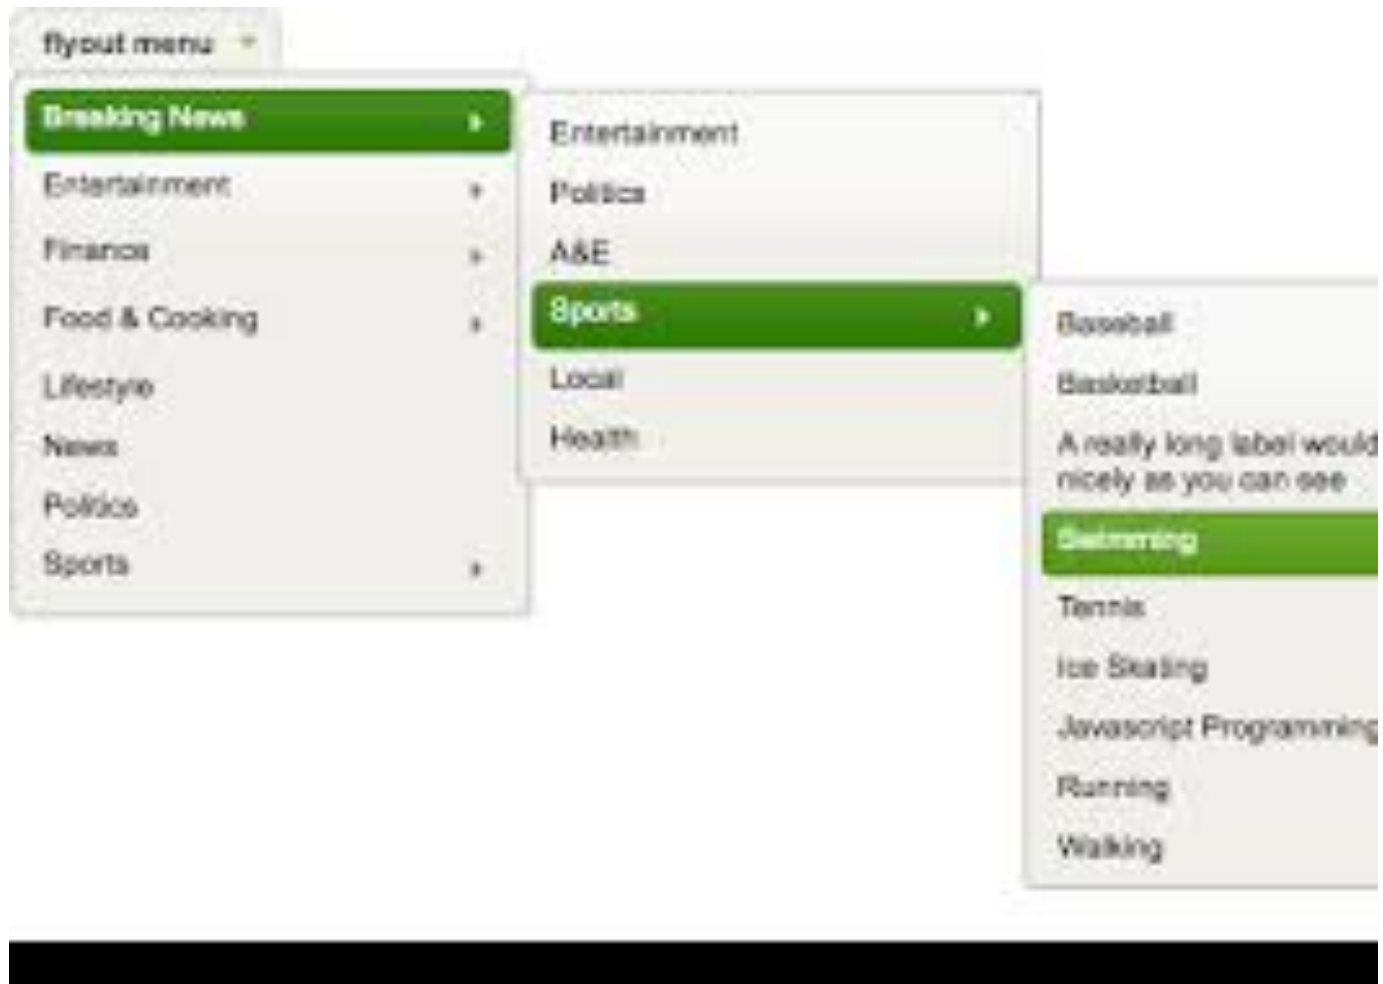 flyout menu
Breaking News
Entertainment
Finance
Food & Cooking
Lifestyle
News
Politics
Sports
Entertainment
Politics
A&E
Sports
Local
Health
Baseball
Basketball
A really long label would
nicely as you can see
Swimming
Tennis
Ice Skating
Javascript Programming
Running
Walking